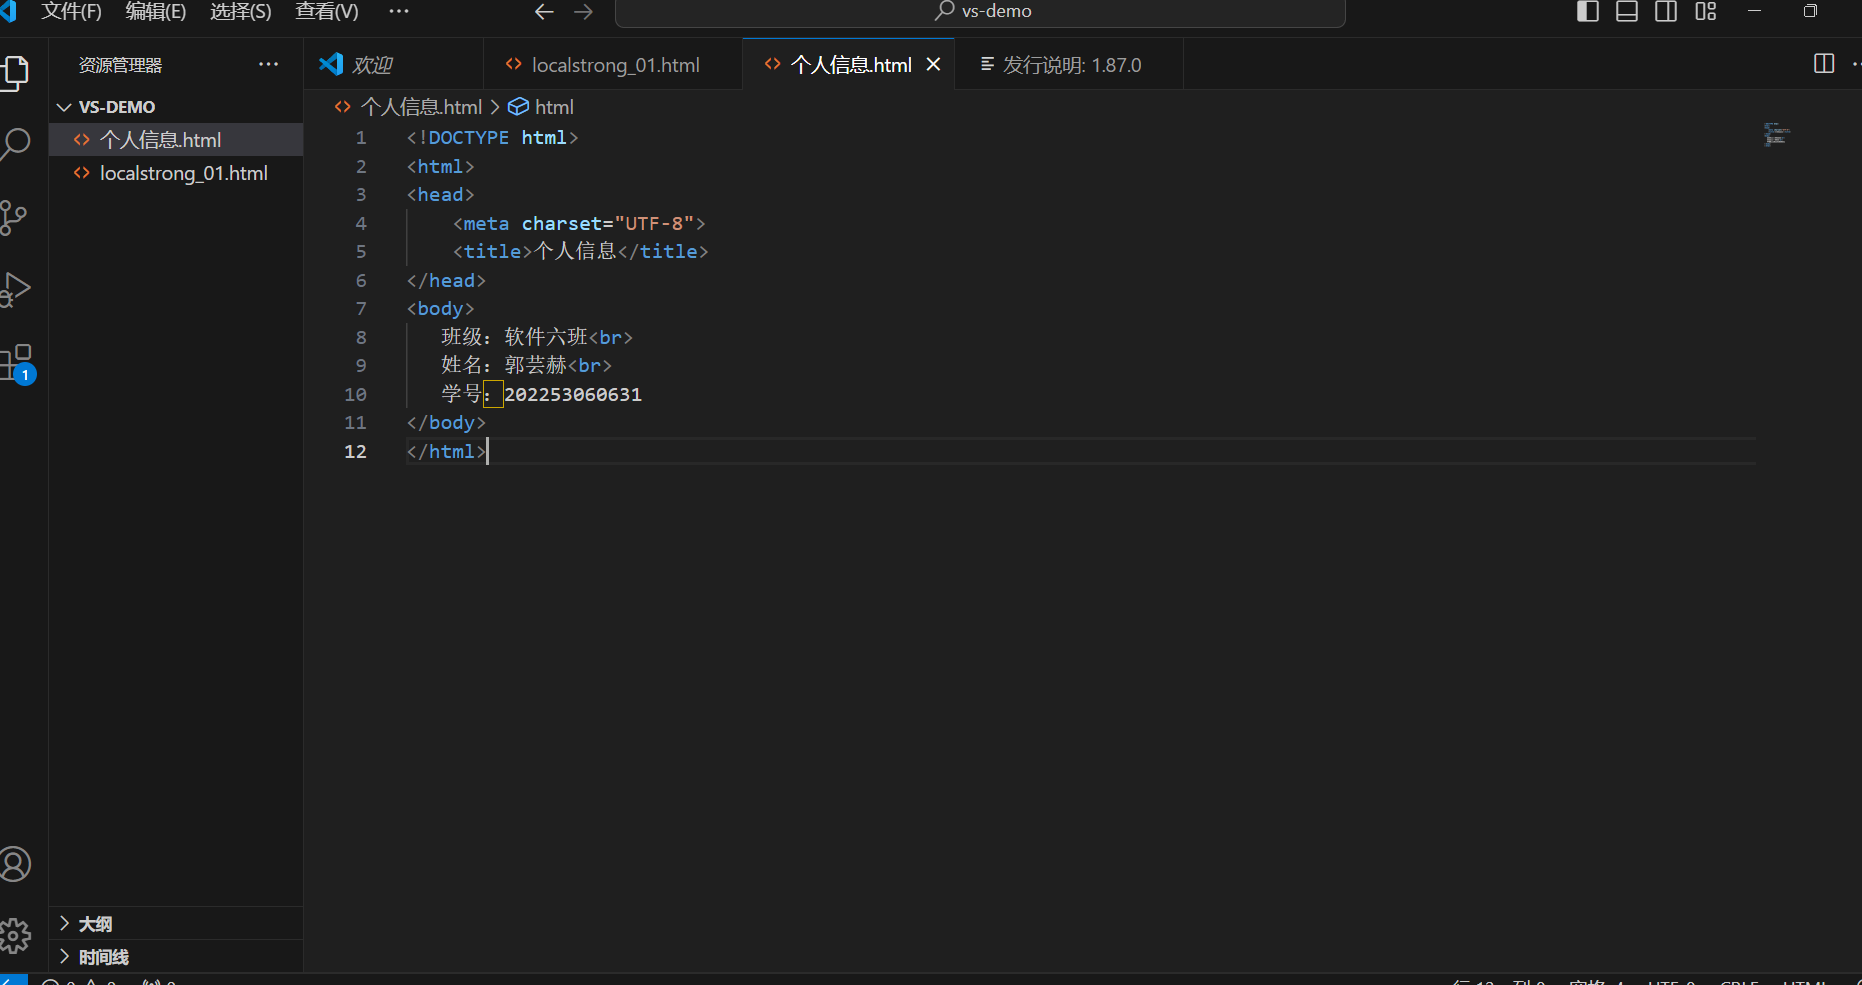 文件(F) 编辑(E) 选择(S) 查看(V) ··· vs-demo
资源管理器 ···
欢迎 localstrong_01.html 个人信息.html 发行说明: 1.87.0
VS-DEMO
个人信息.html
localstrong_01.html
1
大纲
时间线
个人信息.html > html
1 <!DOCTYPE html>
2 <html>
3 <head>
4 <meta charset="UTF-8">
5 <title>个人信息</title>
6 </head>
7 <body>
8 班级：软件六班<br>
9 姓名：郭芸赫<br>
10 学号：202253060631
11 </body>
12 </html>